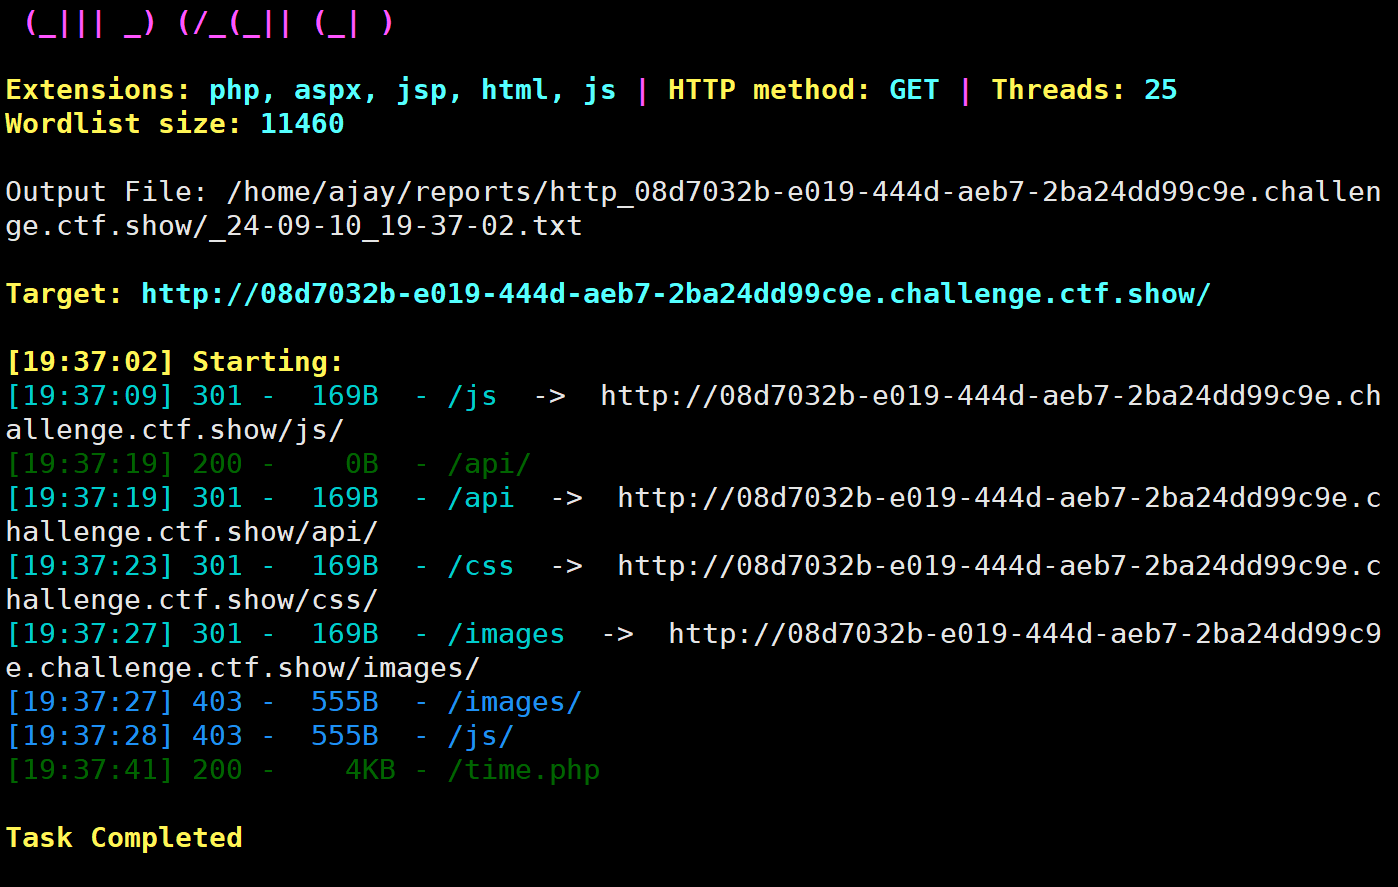 (_||| _) (/_(_|| (_| )
Extensions: php, aspx, jsp, html, js | HTTP method: GET | Threads: 25
Wordlist size: 11460
Output File: /home/ajay/reports/http_08d7032b-e019-444d-aeb7-2ba24dd99c9e.challen
ge.ctf.show/_24-09-10_19-37-02.txt
Target: http://08d7032b-e019-444d-aeb7-2ba24dd99c9e.challenge.ctf.show/
[19:37:02] Starting:
[19:37:09] 301 -  169B  - /js  ->  http://08d7032b-e019-444d-aeb7-2ba24dd99c9e.ch
allenge.ctf.show/js/
[19:37:19] 200 -    0B  - /api/
[19:37:19] 301 -  169B  - /api  ->  http://08d7032b-e019-444d-aeb7-2ba24dd99c9e.c
hallenge.ctf.show/api/
[19:37:23] 301 -  169B  - /css  ->  http://08d7032b-e019-444d-aeb7-2ba24dd99c9e.c
hallenge.ctf.show/css/
[19:37:27] 301 -  169B  - /images  ->  http://08d7032b-e019-444d-aeb7-2ba24dd99c9
e.challenge.ctf.show/images/
[19:37:27] 403 -  555B  - /images/
[19:37:28] 403 -  555B  - /js/
[19:37:41] 200 -    4KB - /time.php
Task Completed